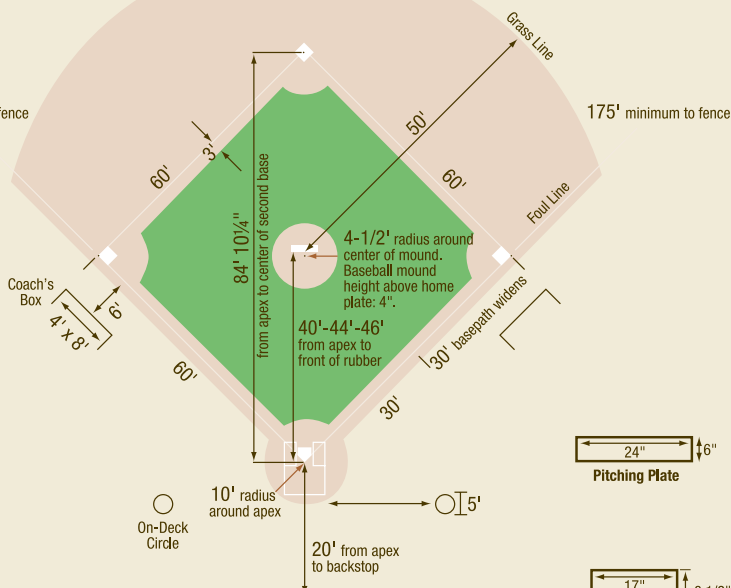 Grass Line
fence
175' minimum to fence
50'
3'
60'
60'
84' 10¼"
from apex to center of second base
Foul Line
4-1/2' radius around
center of mound.
Baseball mound
height above home
plate: 4".
Coach's
Box
4' x 8'
6'
40'-44'-46'
from apex to
front of rubber
30' basepath widens
60'
30'
24"
6"
Pitching Plate
10' radius
around apex
On-Deck
Circle
5'
20' from apex
to backstop
17"